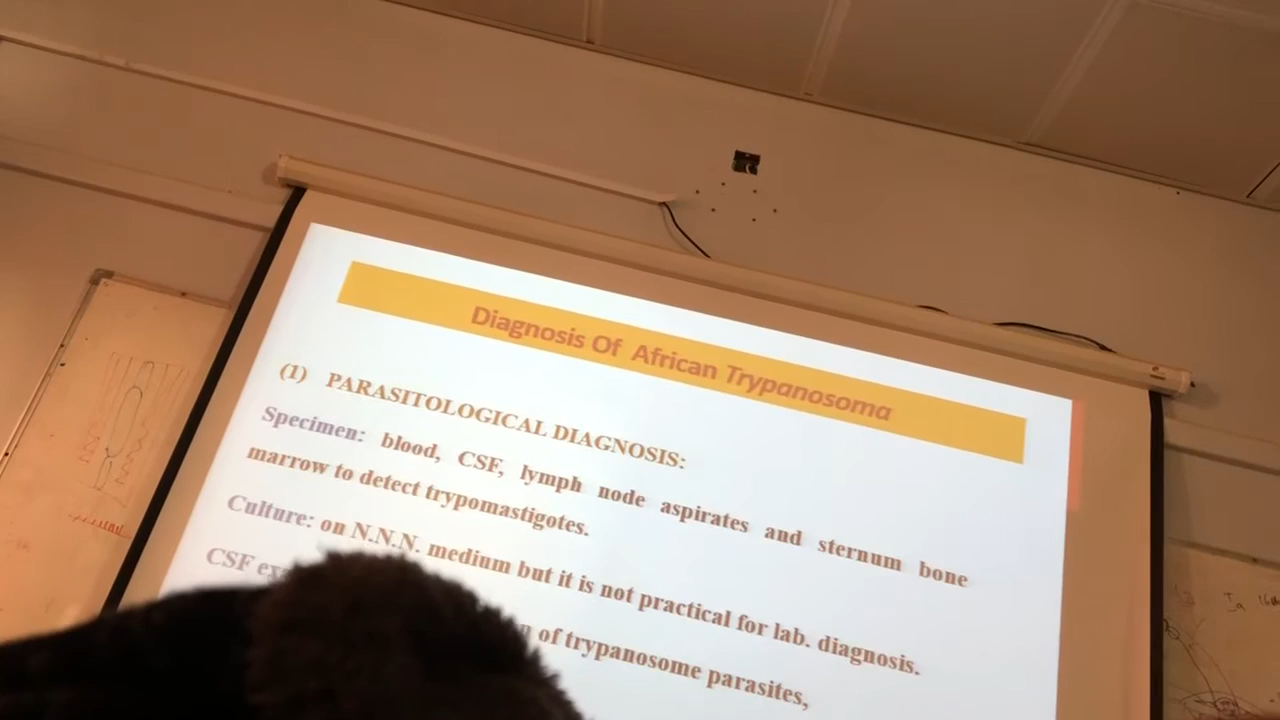 Diagnosis Of African Trypanosoma
(1) PARASITOLOGICAL DIAGNOSIS:
Specimen: blood, CSF, lymph node aspirates and sternum bone
marrow to detect trypomastigotes.
Culture: on N.N.N. medium but it is not practical for lab. diagnosis.
CSF of trypanosome parasites,